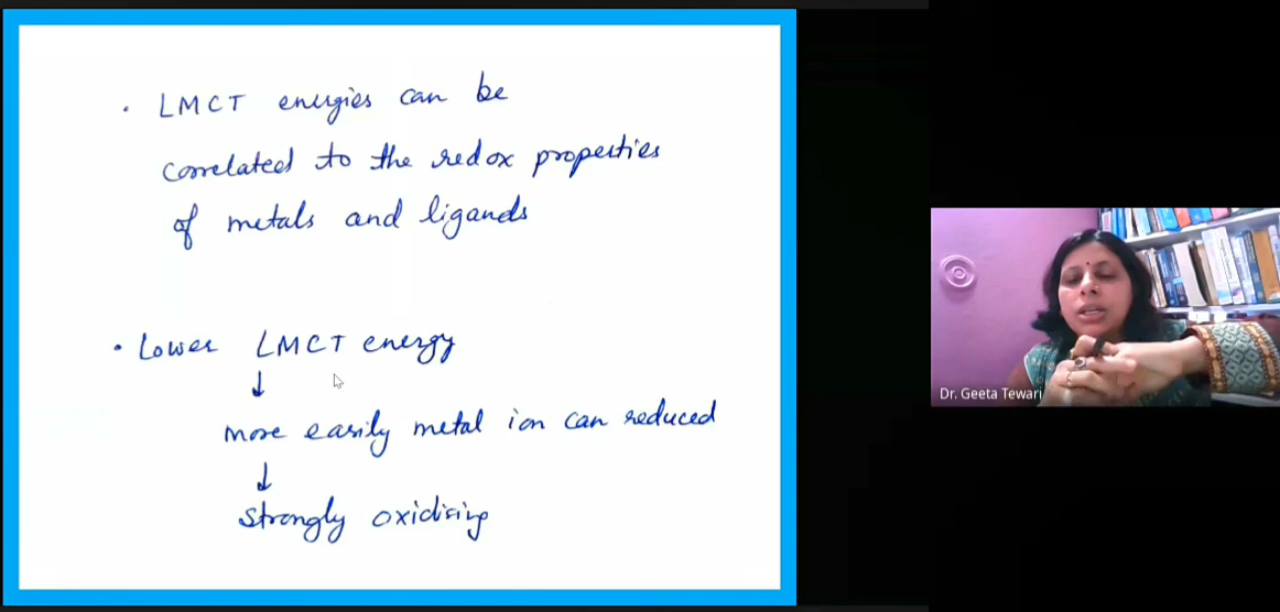 • LMCT energies can be
correlated to the redox properties
of metals and ligands
• Lower LMCT energy
↓
more easily metal ion can reduced
↓
strongly oxidising
Dr. Geeta Tewari